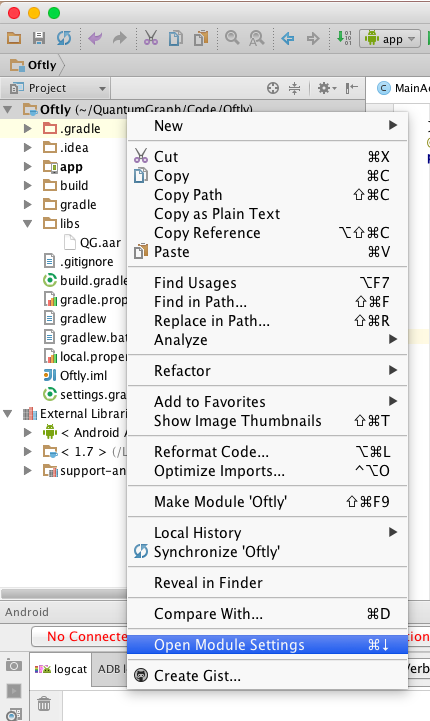 app
Oftly
Project
MainAc
Oftly (~/QuantumGraph/Code/Oftly)
.gradle
.idea
app
build
gradle
libs
QG.aar
.gitignore
build.gradle
gradle.prope
gradlew
gradlew.bat
local.proper
Oftly.iml
settings.gra
External Librari
< Android A
< 1.7 > (/L
support-an
New
Cut ⌘X
Copy ⌘C
Copy Path ⇧⌘C
Copy as Plain Text
Copy Reference ⌥⇧⌘C
Paste ⌘V
Find Usages ⌥F7
Find in Path... ⇧⌘F
Replace in Path... ⇧⌘R
Analyze
Refactor
Add to Favorites
Show Image Thumbnails ⇧⌘T
Reformat Code... ⌥⌘L
Optimize Imports... ^⌥O
Make Module 'Oftly' ⇧⌘F9
Local History
Synchronize 'Oftly'
Reveal in Finder
Compare With... ⌘D
Open Module Settings ⌘↓
Create Gist...
Android
No Connecte
tion
logcat
ADB l
Verb